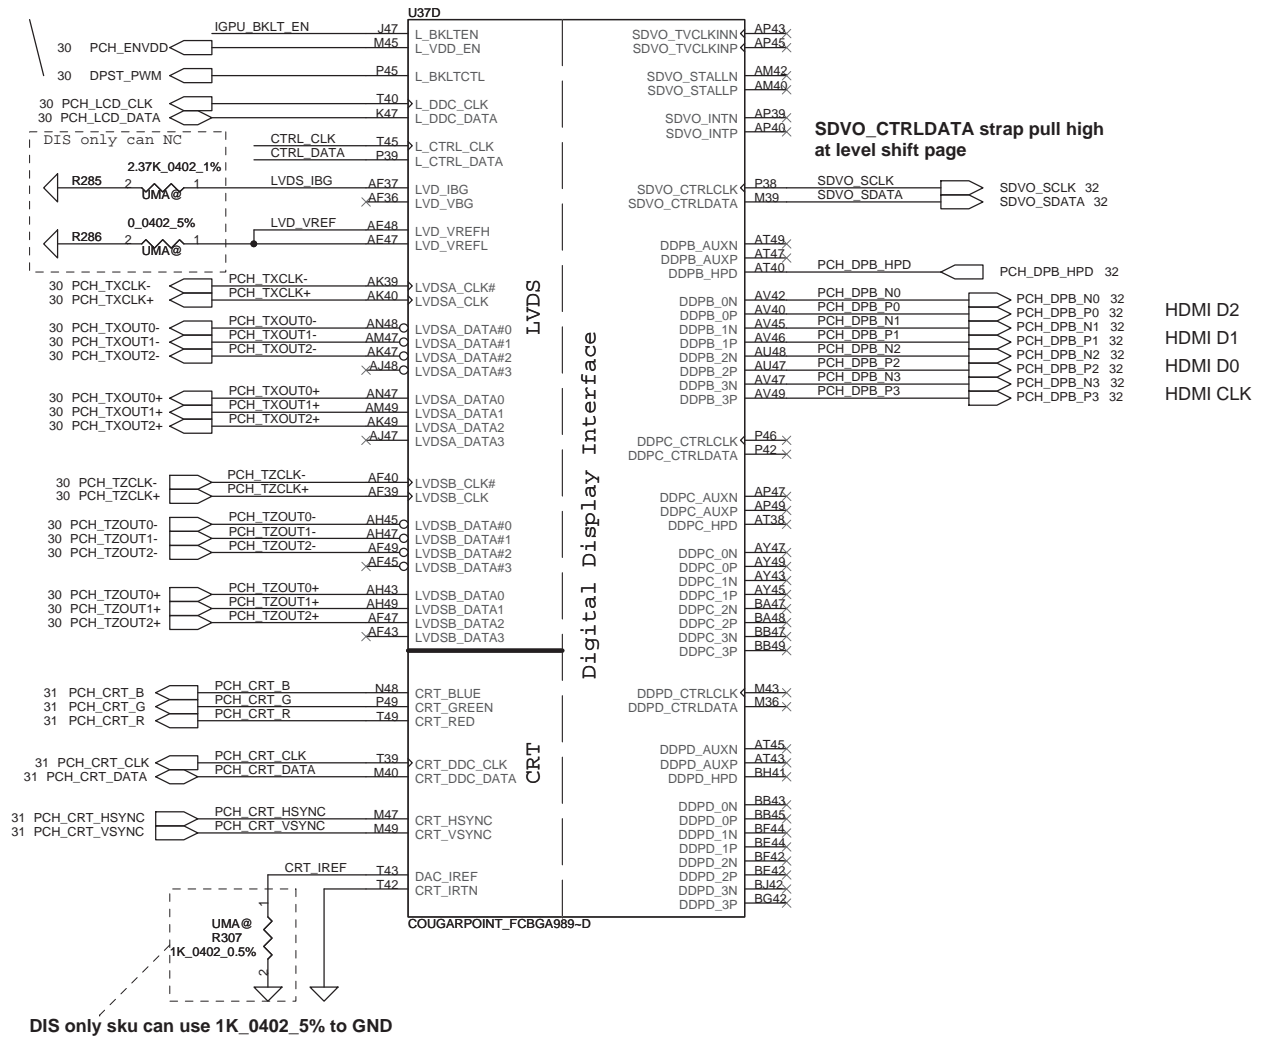 U37D
IGPU_BKLT_EN J47 L_BKLTEN
30 PCH_ENVDD M45 L_VDD_EN
30 DPST_PWM P45 L_BKLTCTL
30 PCH_LCD_CLK T40 L_DDC_CLK
30 PCH_LCD_DATA K47 L_DDC_DATA
DIS only can NC
CTRL_CLK T45 L_CTRL_CLK
CTRL_DATA P39 L_CTRL_DATA
2.37K_0402_1%
R285 2 1 LVDS_IBG AF37 LVD_IBG
UMA@
AF36 LVD_VBG
0_0402_5%
LVD_VREF AE48 LVD_VREFH
R286 2 1 AE47 LVD_VREFL
UMA@
30 PCH_TXCLK- PCH_TXCLK- AK39 LVDSA_CLK#
30 PCH_TXCLK+ PCH_TXCLK+ AK40 LVDSA_CLK
30 PCH_TXOUT0- PCH_TXOUT0- AN48 LVDSA_DATA#0
30 PCH_TXOUT1- PCH_TXOUT1- AM47 LVDSA_DATA#1
30 PCH_TXOUT2- PCH_TXOUT2- AK47 LVDSA_DATA#2
AJ48 LVDSA_DATA#3
30 PCH_TXOUT0+ PCH_TXOUT0+ AN47 LVDSA_DATA0
30 PCH_TXOUT1+ PCH_TXOUT1+ AM49 LVDSA_DATA1
30 PCH_TXOUT2+ PCH_TXOUT2+ AK49 LVDSA_DATA2
AJ47 LVDSA_DATA3
30 PCH_TZCLK- PCH_TZCLK- AF40 LVDSB_CLK#
30 PCH_TZCLK+ PCH_TZCLK+ AF39 LVDSB_CLK
30 PCH_TZOUT0- PCH_TZOUT0- AH45 LVDSB_DATA#0
30 PCH_TZOUT1- PCH_TZOUT1- AH47 LVDSB_DATA#1
30 PCH_TZOUT2- PCH_TZOUT2- AF49 LVDSB_DATA#2
AF45 LVDSB_DATA#3
30 PCH_TZOUT0+ PCH_TZOUT0+ AH43 LVDSB_DATA0
30 PCH_TZOUT1+ PCH_TZOUT1+ AH49 LVDSB_DATA1
30 PCH_TZOUT2+ PCH_TZOUT2+ AF47 LVDSB_DATA2
AF43 LVDSB_DATA3
31 PCH_CRT_B PCH_CRT_B N48 CRT_BLUE
31 PCH_CRT_G PCH_CRT_G P49 CRT_GREEN
31 PCH_CRT_R PCH_CRT_R T49 CRT_RED
31 PCH_CRT_CLK PCH_CRT_CLK T39 CRT_DDC_CLK
31 PCH_CRT_DATA PCH_CRT_DATA M40 CRT_DDC_DATA
31 PCH_CRT_HSYNC PCH_CRT_HSYNC M47 CRT_HSYNC
31 PCH_CRT_VSYNC PCH_CRT_VSYNC M49 CRT_VSYNC
CRT_IREF T43 DAC_IREF
T42 CRT_IRTN
1
UMA@
R307
1K_0402_0.5%
2
DIS only sku can use 1K_0402_5% to GND
LVDS
CRT
Digital Display Interface
SDVO_TVCLKINN AP43
SDVO_TVCLKINP AP45
SDVO_STALLN AM42
SDVO_STALLP AM40
SDVO_INTN AP39
SDVO_INTP AP40
SDVO_CTRLDATA strap pull high
at level shift page
SDVO_CTRLCLK P38 SDVO_SCLK SDVO_SCLK 32
SDVO_CTRLDATA M39 SDVO_SDATA SDVO_SDATA 32
DDPB_AUXN AT49
DDPB_AUXP AT47
DDPB_HPD AT40 PCH_DPB_HPD PCH_DPB_HPD 32
DDPB_0N AV42 PCH_DPB_N0 PCH_DPB_N0 32
DDPB_0P AV40 PCH_DPB_P0 PCH_DPB_P0 32 HDMI D2
DDPB_1N AV45 PCH_DPB_N1 PCH_DPB_N1 32
DDPB_1P AV46 PCH_DPB_P1 PCH_DPB_P1 32 HDMI D1
DDPB_2N AU48 PCH_DPB_N2 PCH_DPB_N2 32
DDPB_2P AU47 PCH_DPB_P2 PCH_DPB_P2 32 HDMI D0
DDPB_3N AV47 PCH_DPB_N3 PCH_DPB_N3 32
DDPB_3P AV49 PCH_DPB_P3 PCH_DPB_P3 32 HDMI CLK
DDPC_CTRLCLK P46
DDPC_CTRLDATA P42
DDPC_AUXN AP47
DDPC_AUXP AP49
DDPC_HPD AT38
DDPC_0N AY47
DDPC_0P AY49
DDPC_1N AY43
DDPC_1P AY45
DDPC_2N BA47
DDPC_2P BA48
DDPC_3N BB47
DDPC_3P BB49
DDPD_CTRLCLK M43
DDPD_CTRLDATA M36
DDPD_AUXN AT45
DDPD_AUXP AT43
DDPD_HPD BH41
DDPD_0N BB43
DDPD_0P BB45
DDPD_1N BF44
DDPD_1P BE44
DDPD_2N BF42
DDPD_2P BE42
DDPD_3N BJ42
DDPD_3P BG42
COUGARPOINT_FCBGA989~D